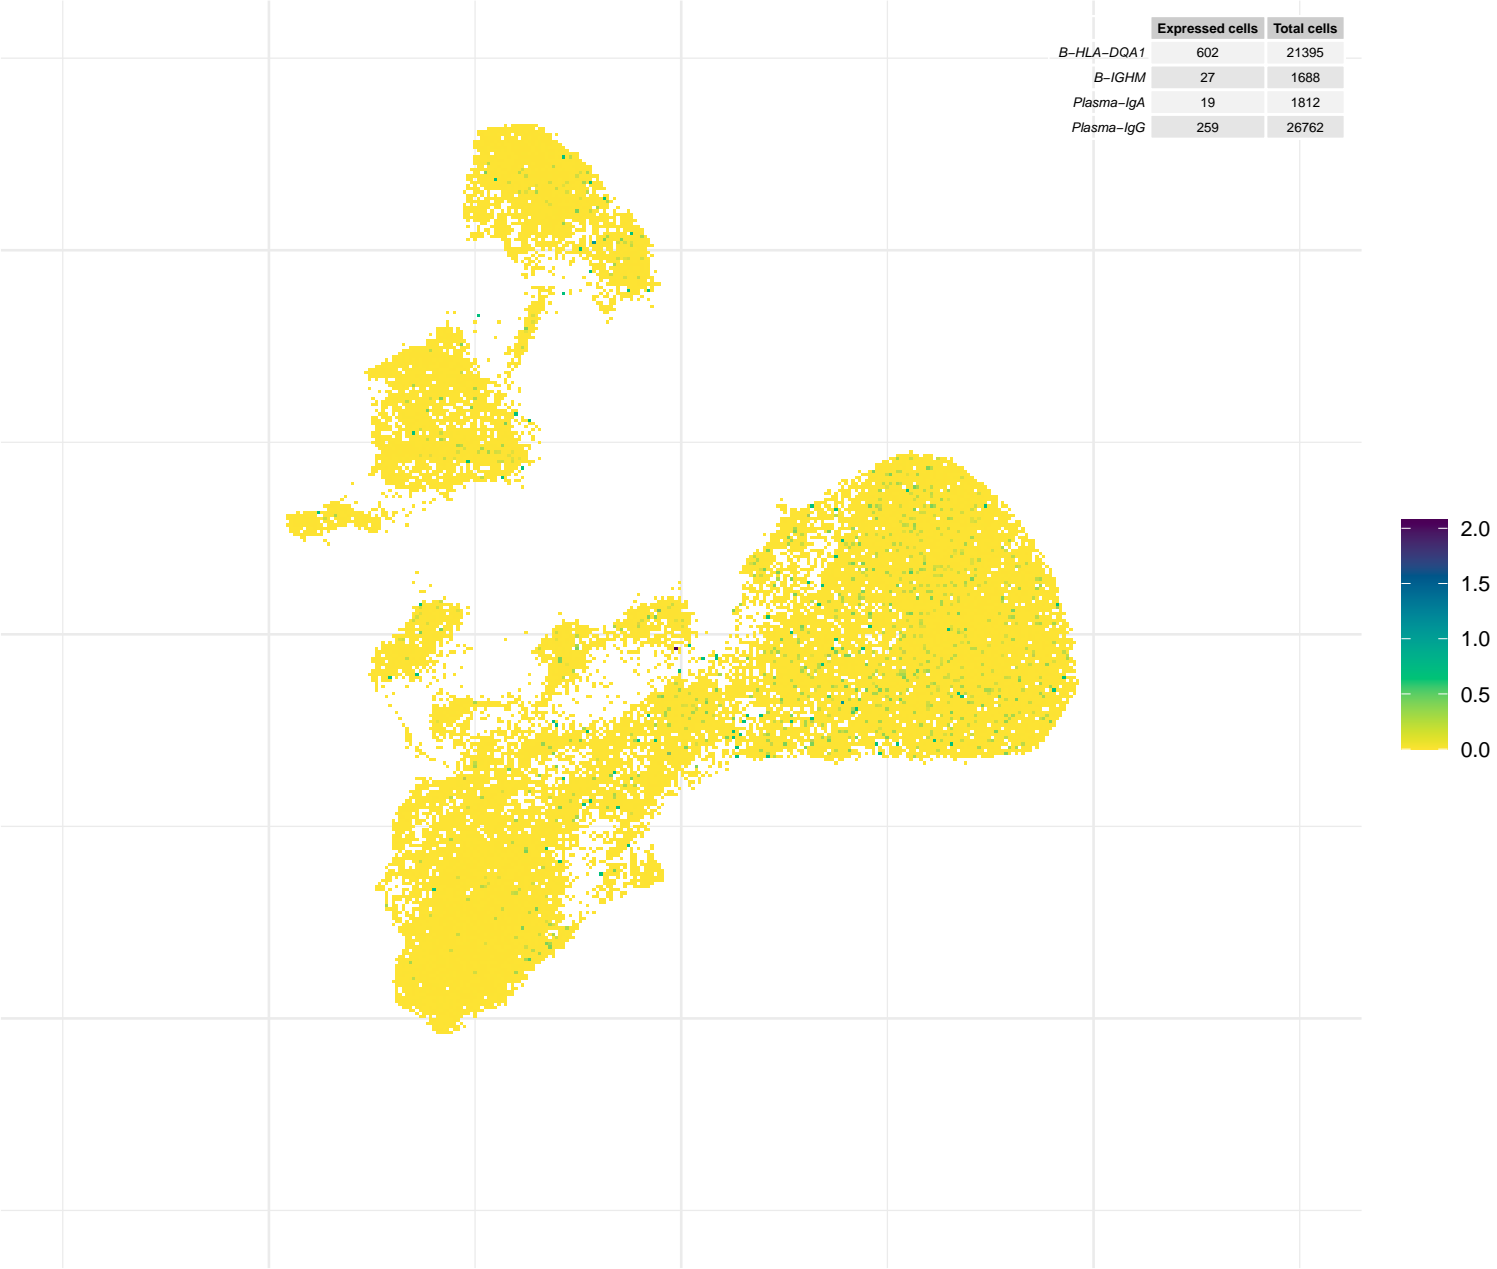 Expressed cells Total cells
B−HLA−DQA1 602 21395
B−IGHM 27 1688
Plasma−IgA 19 1812
Plasma−IgG 259 26762
2.0
1.5
1.0
0.5
0.0